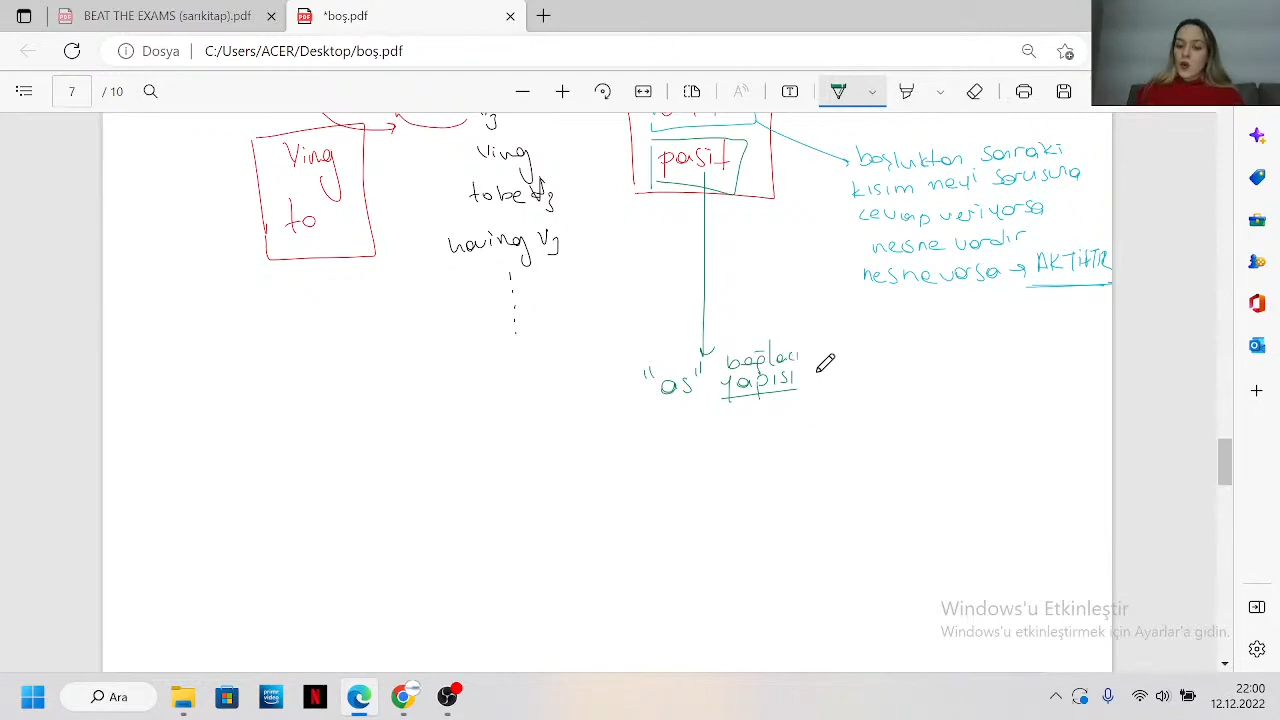 BEAT THE EXAMS (sarıkitap).pdf
*boş.pdf
Dosya
C:/Users/ACER/Desktop/boş.pdf
7 / 10
Ving
to
Ving
to be V3
having V3
pasif
boşluktan sonraki
kısım neyi sorusuna
cevap veriyorsa
nesne vardır
nesne varsa → AKTİFTİR
"as" bağlacı
yapısı
Windows'u Etkinleştir
Windows'u etkinleştirmek için Ayarlar'a gidin.
Ara
prime video
N
22:00
12.12.2022